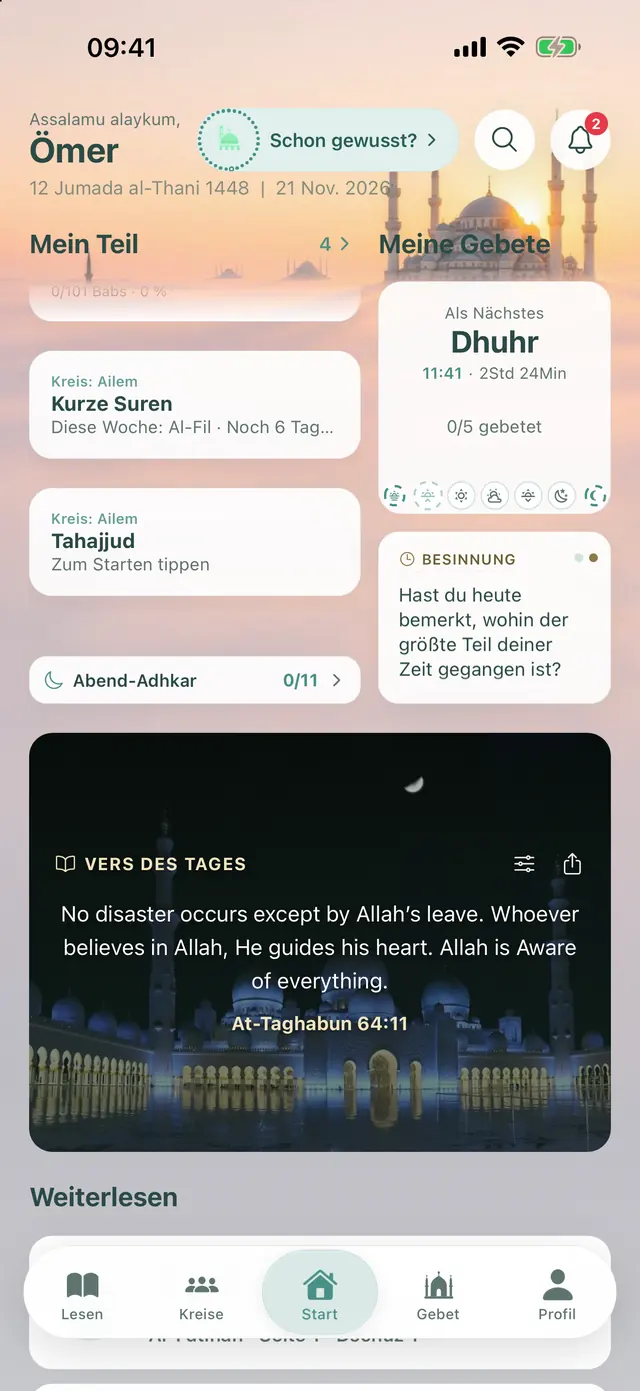 09:41
Assalamu alaykum,
Ömer
Schon gewusst?
2
12 Jumada al-Thani 1448 | 21 Nov. 2026
Mein Teil
4
0/101 Babs · 0 %
Kreis: Ailem
Kurze Suren
Diese Woche: Al-Fil · Noch 6 Tag...
Kreis: Ailem
Tahajjud
Zum Starten tippen
Abend-Adhkar
0/11
Meine Gebete
Als Nächstes
Dhuhr
11:41 · 2Std 24Min
0/5 gebetet
BESINNUNG
Hast du heute
bemerkt, wohin der
größte Teil deiner
Zeit gegangen ist?
VERS DES TAGES
No disaster occurs except by Allah’s leave. Whoever
believes in Allah, He guides his heart. Allah is Aware
of everything.
At-Taghabun 64:11
Weiterlesen
Lesen
Kreise
Start
Gebet
Profil